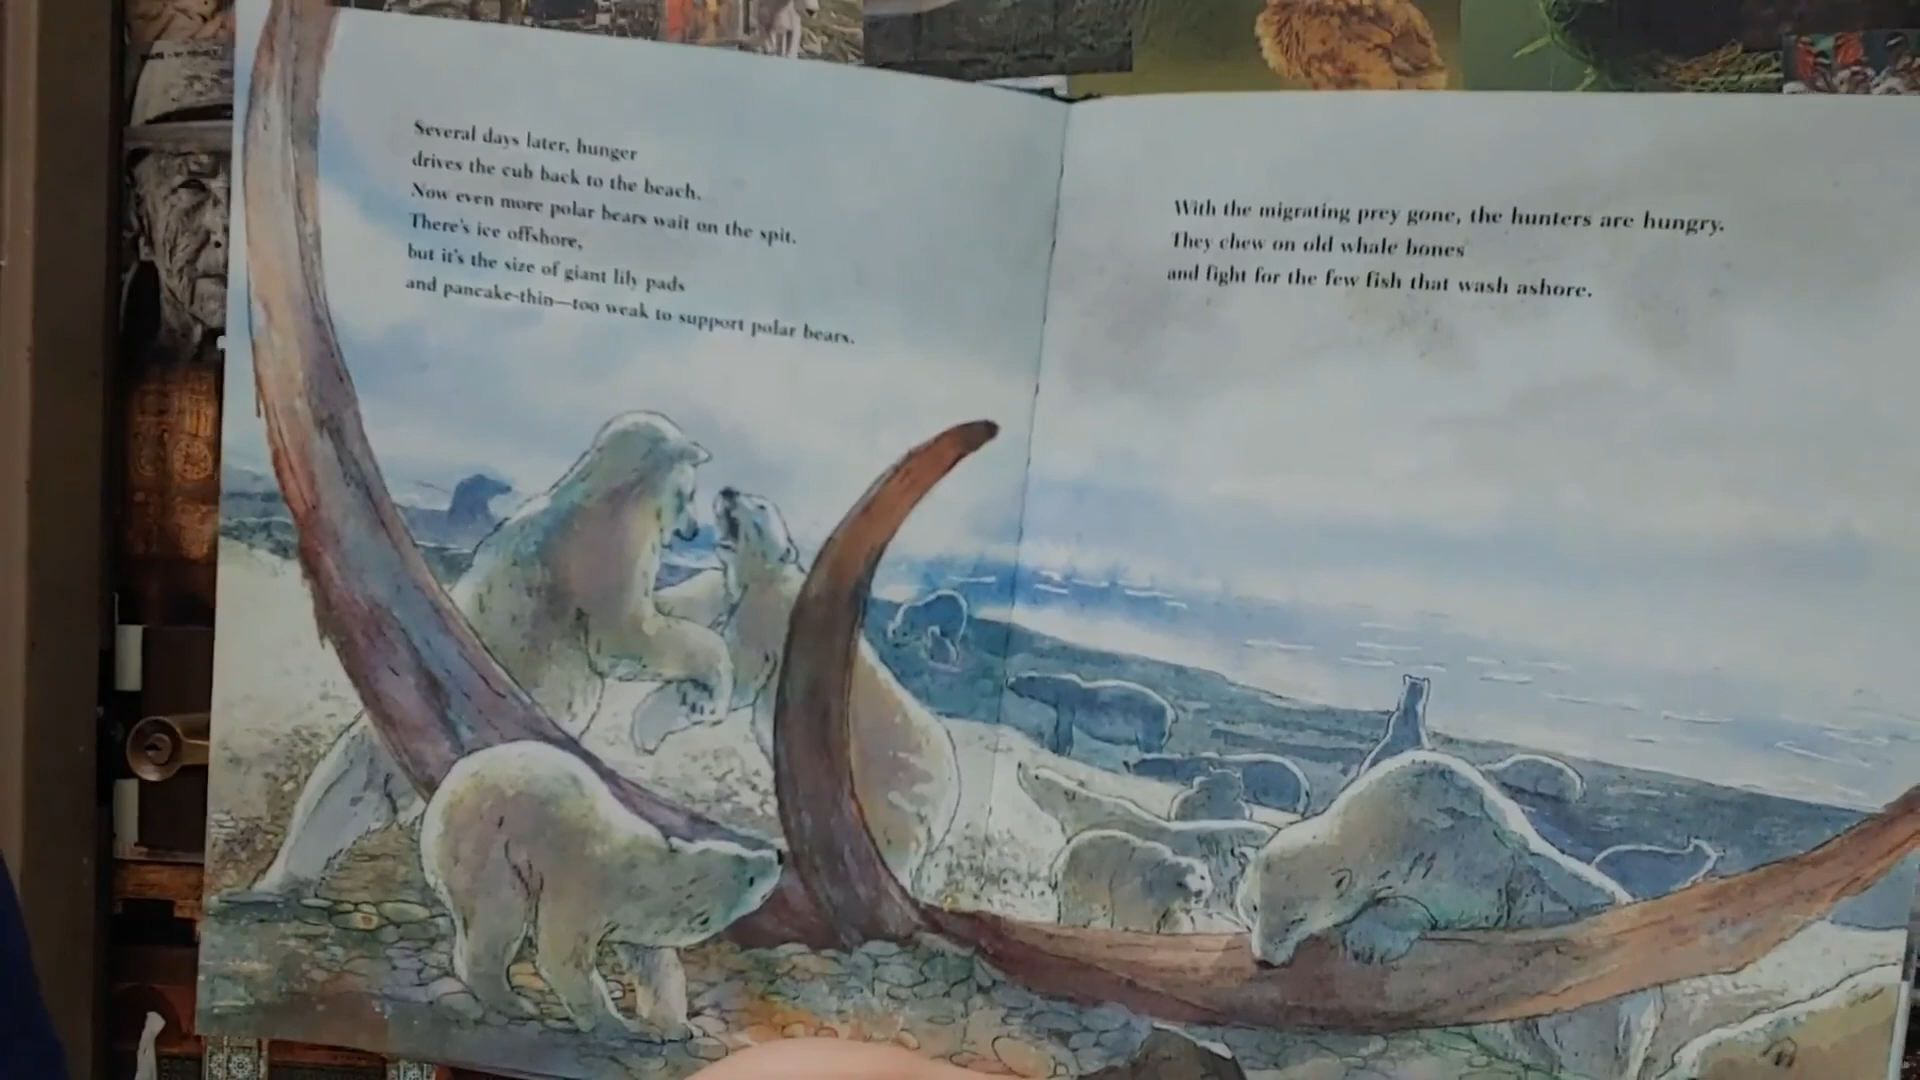 Several days later, hunger
drives the cub back to the beach.
Now even more polar bears wait on the spit.
There's ice offshore,
but it's the size of giant lily pads
and pancake-thin—too weak to support polar bears.
With the migrating prey gone, the hunters are hungry.
They chew on old whale bones
and fight for the few fish that wash ashore.